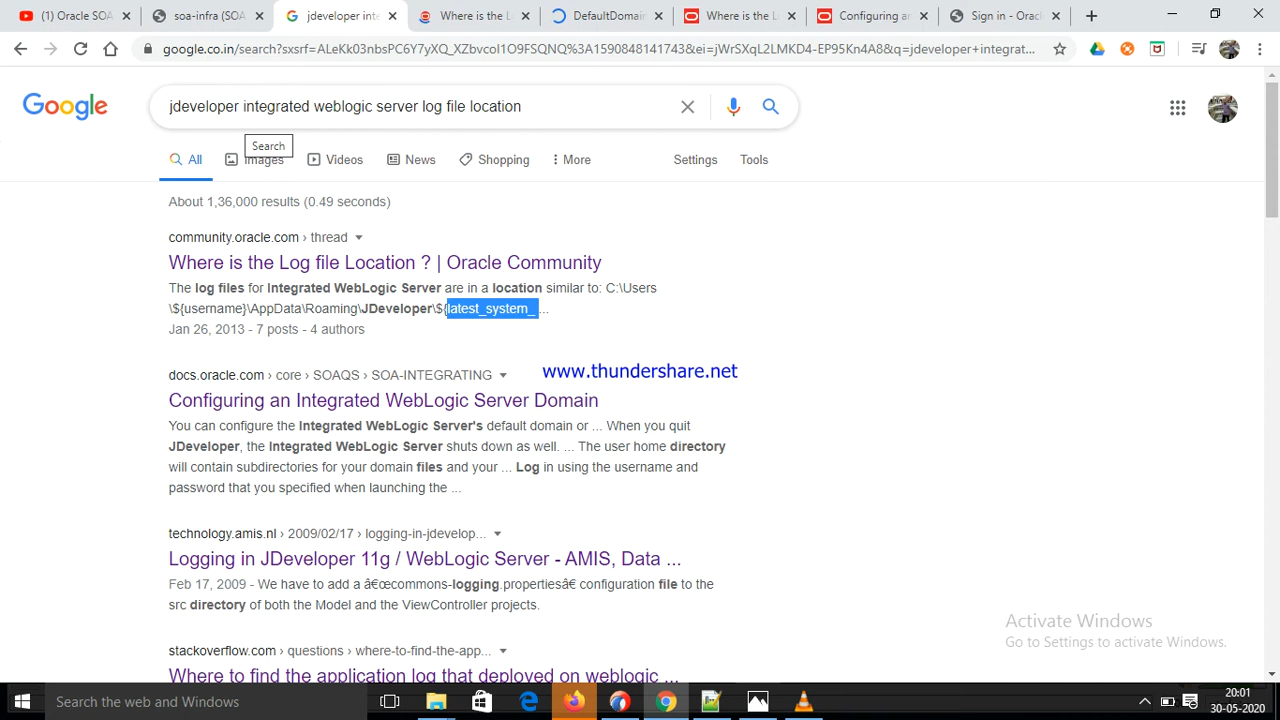 (1) Oracle SOA
soa-infra (SOA
jdeveloper inte
Where is the L
DefaultDomain
Where is the L
Configuring an
Sign in - Oracl
google.co.in/search?sxsrf=ALeKk03nbsPC6Y7yXQ_XZbvcol1O9FSQNQ%3A1590848141743&ei=jWrSXqL2LMKD4-EP95Kn4A8&q=jdeveloper+integrat...
Google
jdeveloper integrated weblogic server log file location
Search
All
Images
Videos
News
Shopping
More
Settings
Tools
About 1,36,000 results (0.49 seconds)
community.oracle.com › thread
Where is the Log file Location ? | Oracle Community
The log files for Integrated WebLogic Server are in a location similar to: C:\Users
\${username}\AppData\Roaming\JDeveloper\${latest_system_ ...
Jan 26, 2013 - 7 posts - 4 authors
docs.oracle.com › core › SOAQS › SOA-INTEGRATING
www.thundershare.net
Configuring an Integrated WebLogic Server Domain
You can configure the Integrated WebLogic Server's default domain or ... When you quit
JDeveloper, the Integrated WebLogic Server shuts down as well. ... The user home directory
will contain subdirectories for your domain files and your ... Log in using the username and
password that you specified when launching the ...
technology.amis.nl › 2009/02/17 › logging-in-jdevelop...
Logging in JDeveloper 11g / WebLogic Server - AMIS, Data ...
Feb 17, 2009 - We have to add a â€œcommons-logging.propertiesâ€ configuration file to the
src directory of both the Model and the ViewController projects.
stackoverflow.com › questions › where-to-find-the-app...
Where to find the application log that deployed on weblogic ...
Activate Windows
Go to Settings to activate Windows.
Search the web and Windows
20:01
30-05-2020